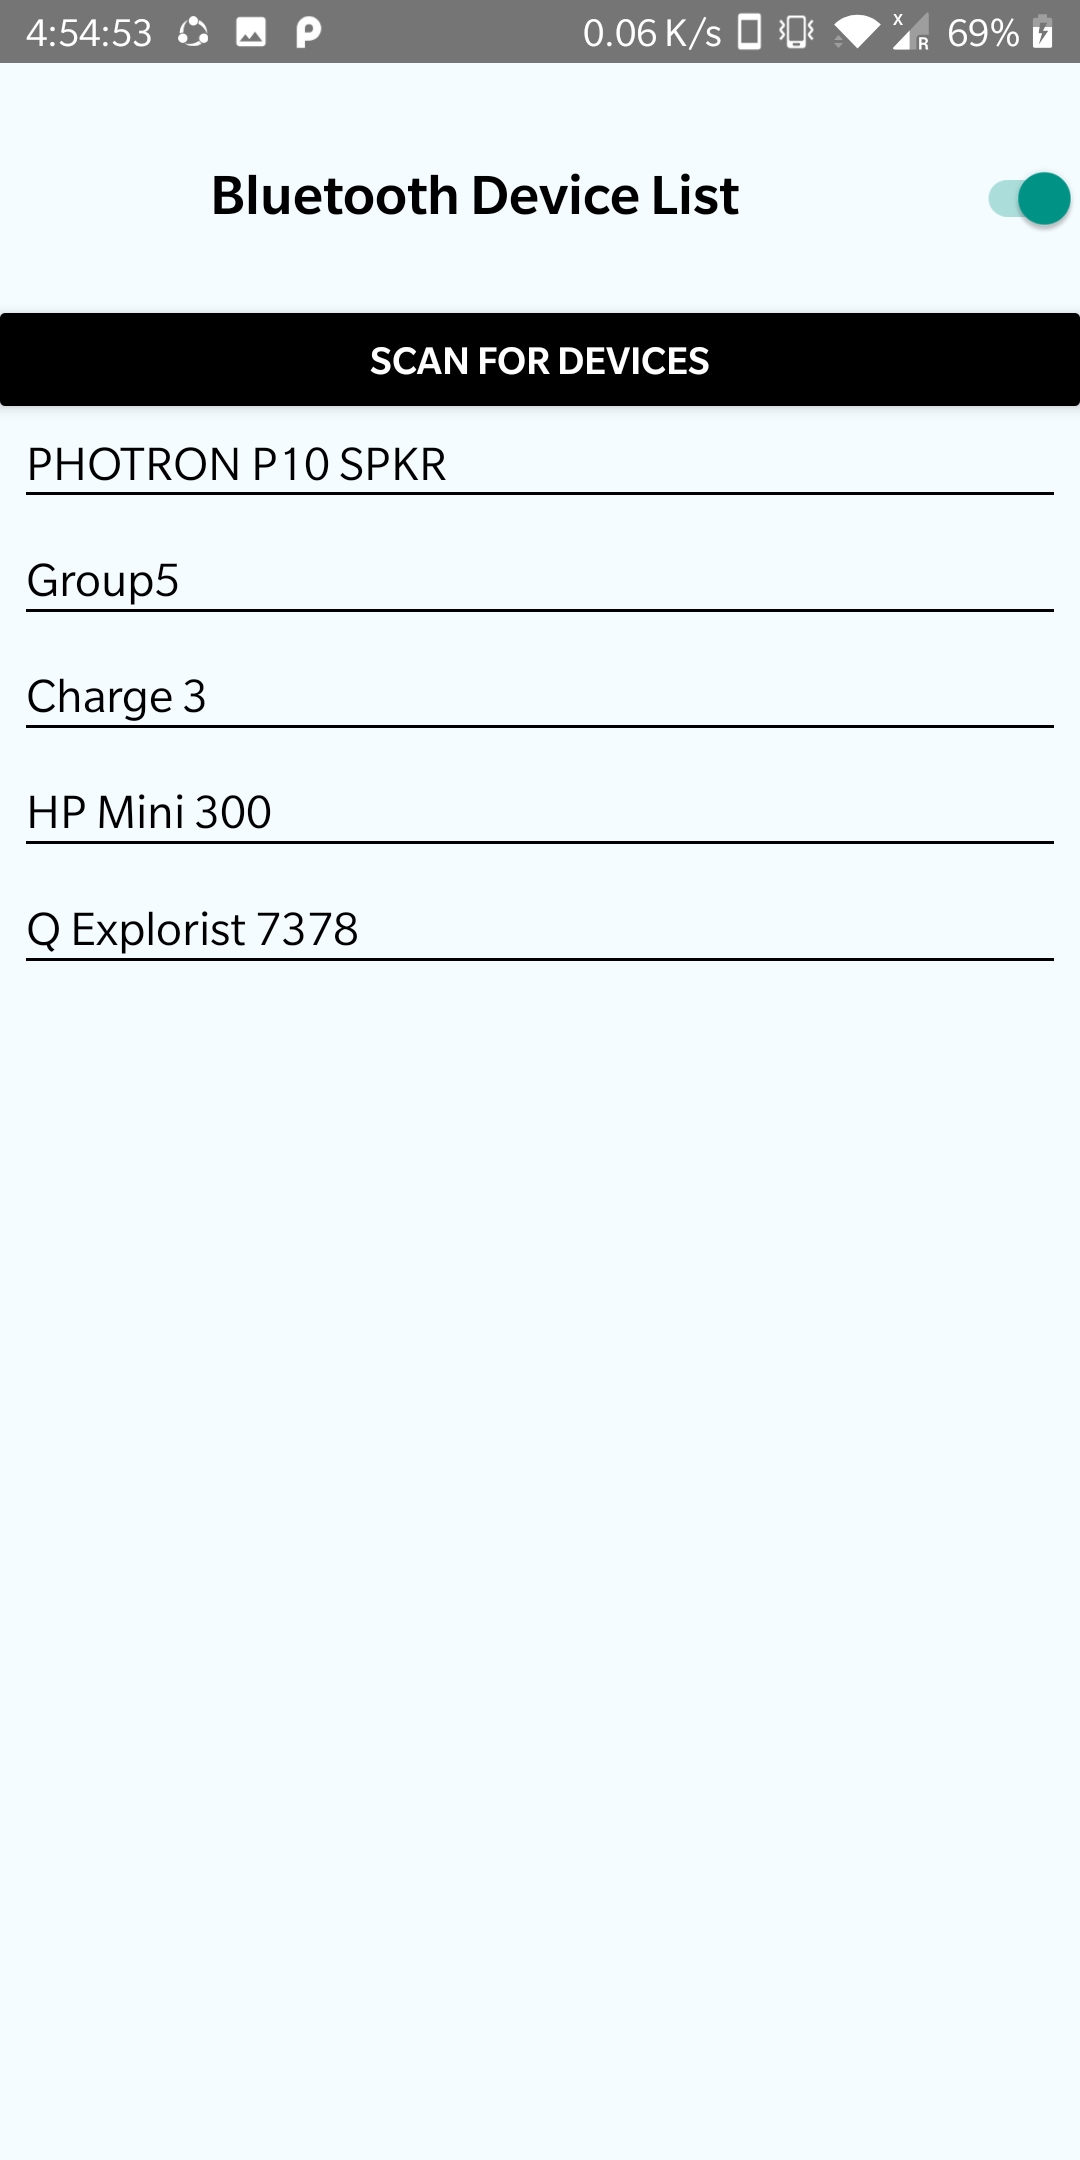 4:54:53 0.06 K/s X R 69%
Bluetooth Device List
SCAN FOR DEVICES
PHOTRON P10 SPKR
Group5
Charge 3
HP Mini 300
Q Explorist 7378